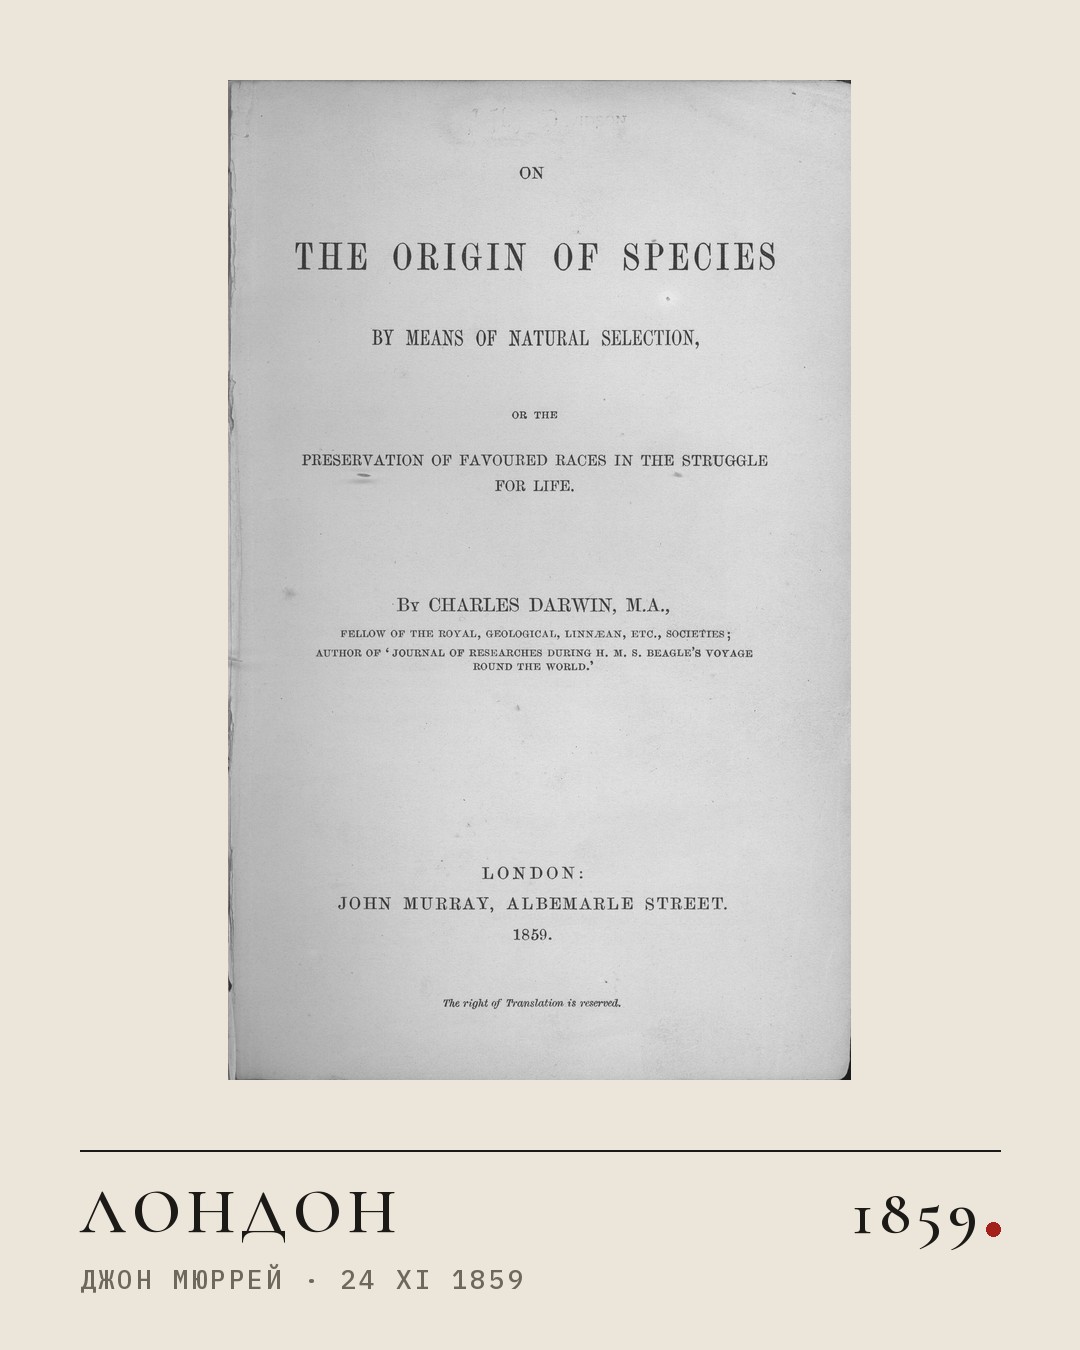 ON
THE ORIGIN OF SPECIES
BY MEANS OF NATURAL SELECTION,
OR THE
PRESERVATION OF FAVOURED RACES IN THE STRUGGLE
FOR LIFE.
By CHARLES DARWIN, M.A.,
FELLOW OF THE ROYAL, GEOLOGICAL, LINNÆAN, ETC., SOCIETIES;
AUTHOR OF ‘JOURNAL OF RESEARCHES DURING H. M. S. BEAGLE’S VOYAGE
ROUND THE WORLD.’
LONDON:
JOHN MURRAY, ALBEMARLE STREET.
1859.
The right of Translation is reserved.
ЛОНДОН
1859.
ДЖОН МЮРРЕЙ · 24 XI 1859